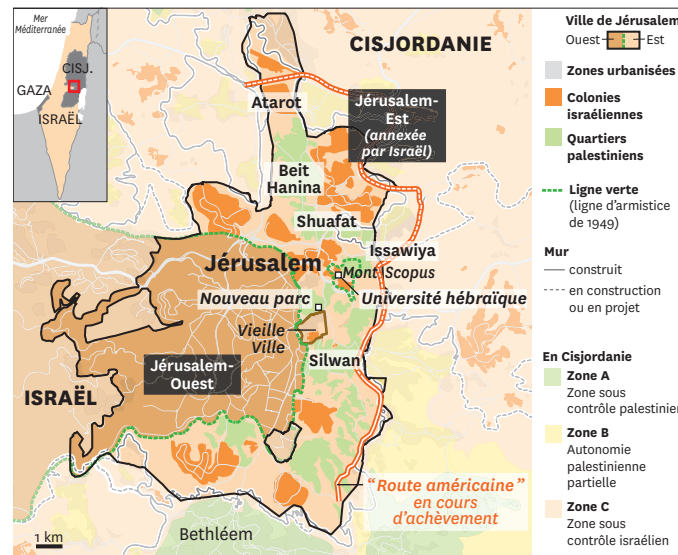 Mer
Méditerranée
CISJ.
GAZA
ISRAËL
CISJORDANIE
Atarot
Jérusalem-
Est
(annexée
par Israël)
Beit
Hanina
Shuafat
Issawiya
Jérusalem
Mont Scopus
Nouveau parc
Université hébraïque
Vieille
Ville
Silwan
Jérusalem-
Ouest
ISRAËL
"Route américaine"
en cours
d'achèvement
Bethléem
1 km
Ville de Jérusalem
Ouest
Est
Zones urbanisées
Colonies
israéliennes
Quartiers
palestiniens
Ligne verte
(ligne d'armistice
de 1949)
Mur
construit
en construction
ou en projet
En Cisjordanie
Zone A
Zone sous
contrôle palestinien
Zone B
Autonomie
palestinienne
partielle
Zone C
Zone sous
contrôle israélien